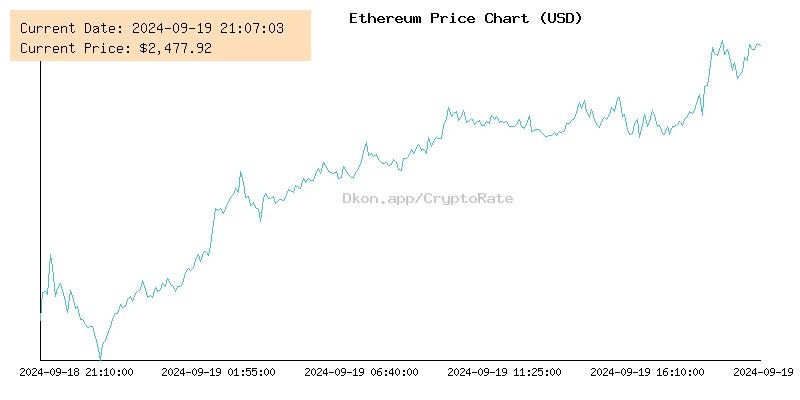 Ethereum Price Chart (USD)
Current Date: 2024-09-19 21:07:03
Current Price: $2,477.92
Dkon.app/CryptoRate
2024-09-18 21:10:00 2024-09-19 01:55:00 2024-09-19 06:40:00 2024-09-19 11:25:00 2024-09-19 16:10:00 2024-09-19